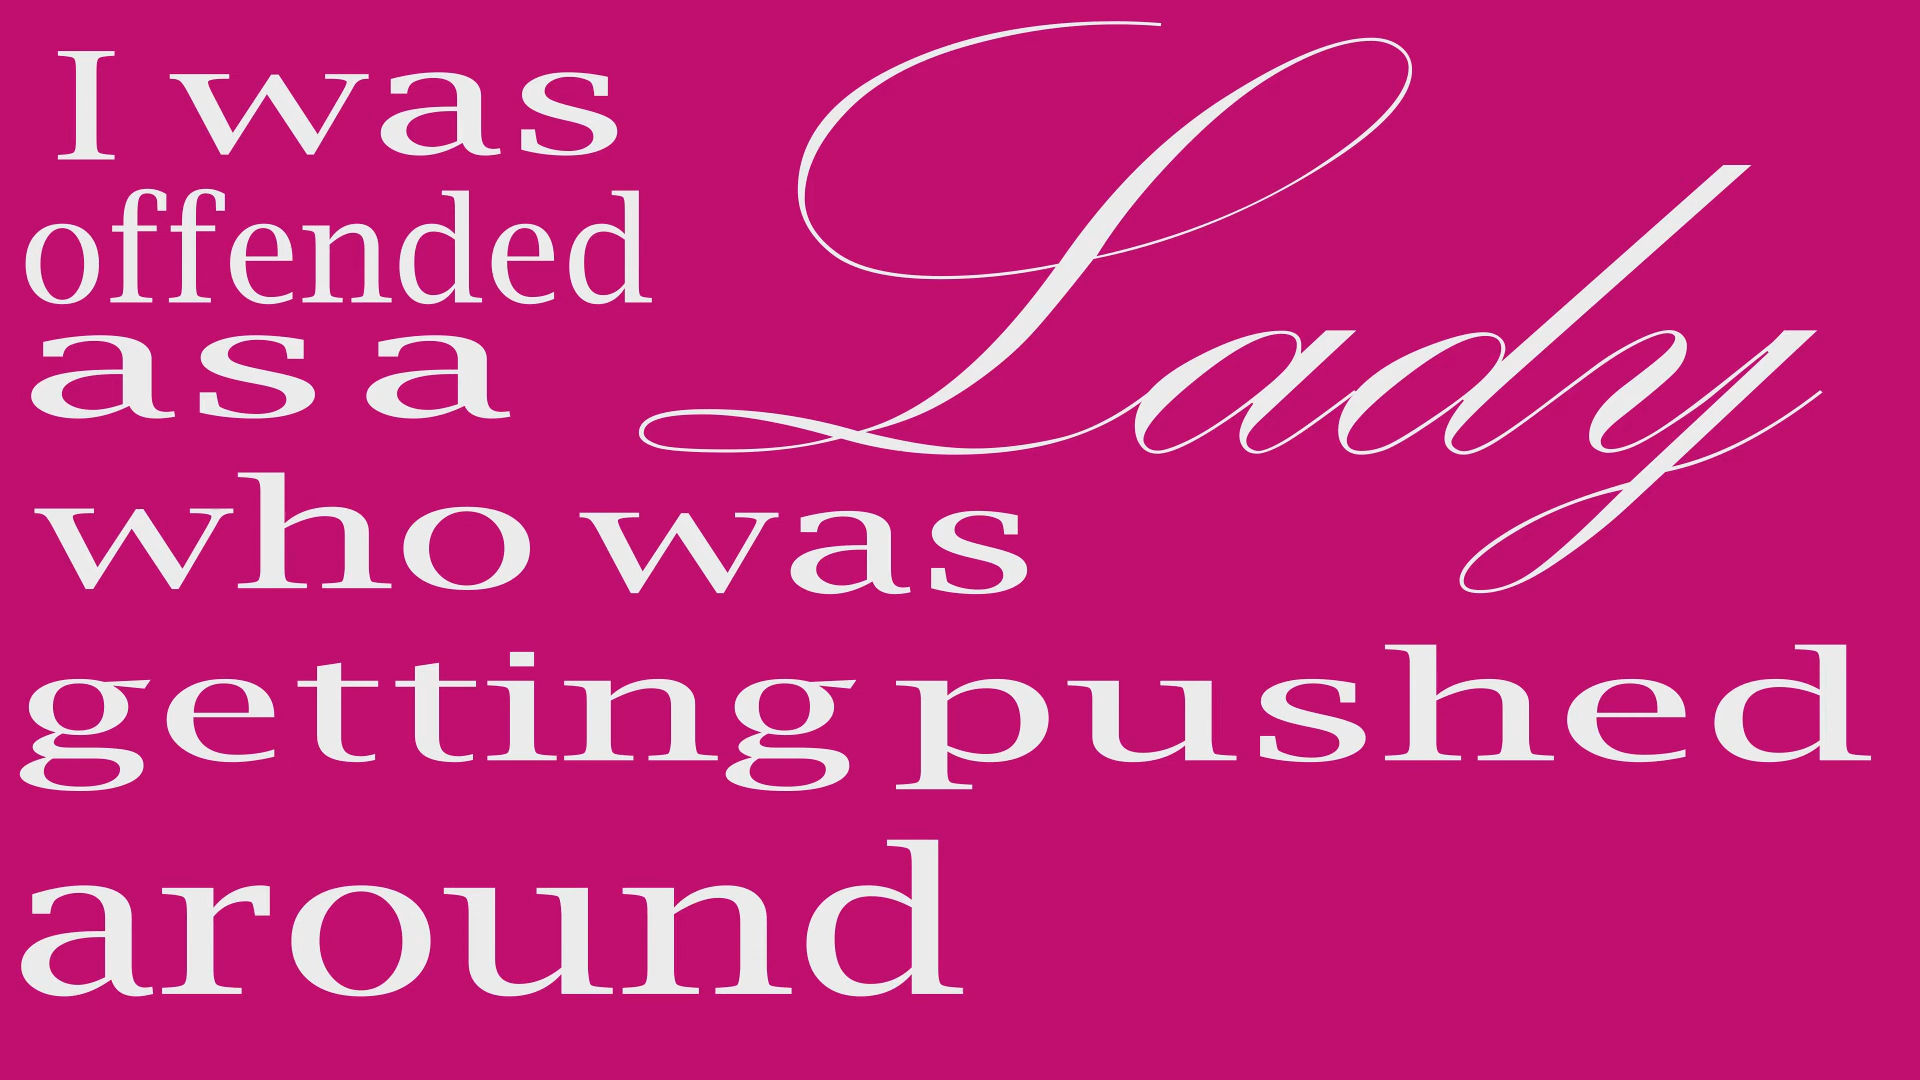 I was
offended
as a Lady
who was
getting pushed
around